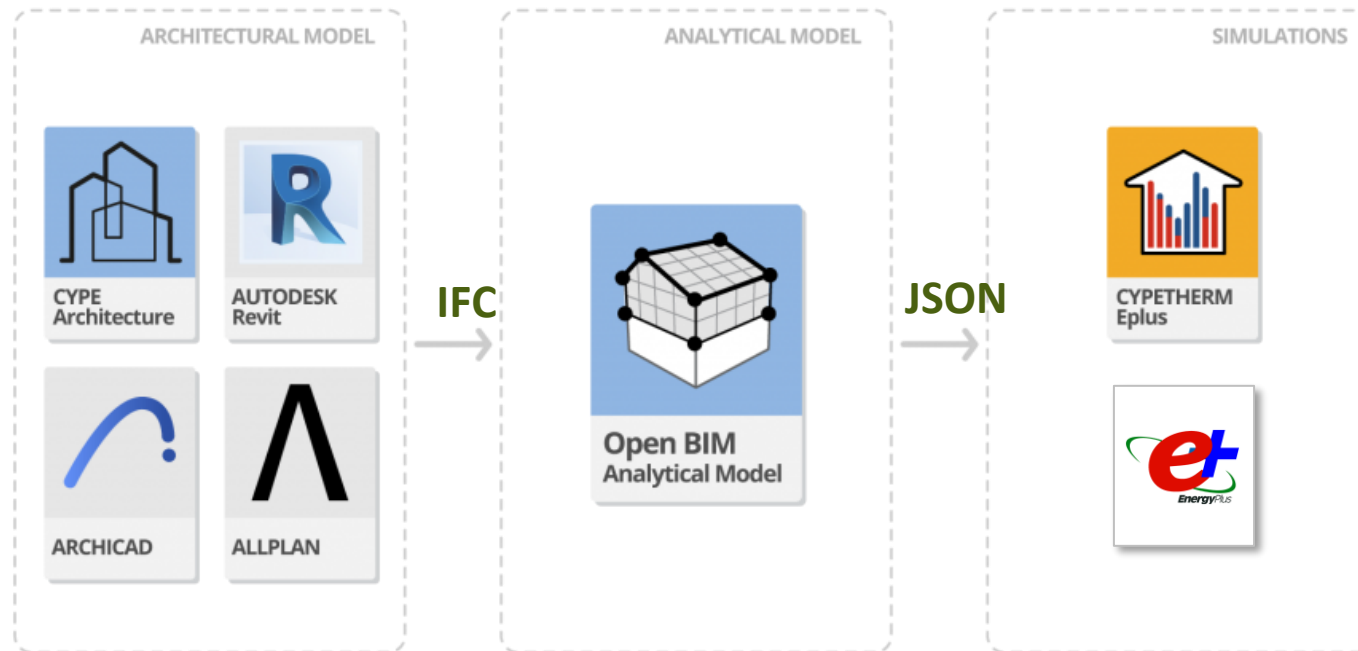 ARCHITECTURAL MODEL
CYPE
Architecture
AUTODESK
Revit
ARCHICAD
ALLPLAN
IFC
ANALYTICAL MODEL
Open BIM
Analytical Model
JSON
SIMULATIONS
CYPETHERM
Eplus
e+
EnergyPlus